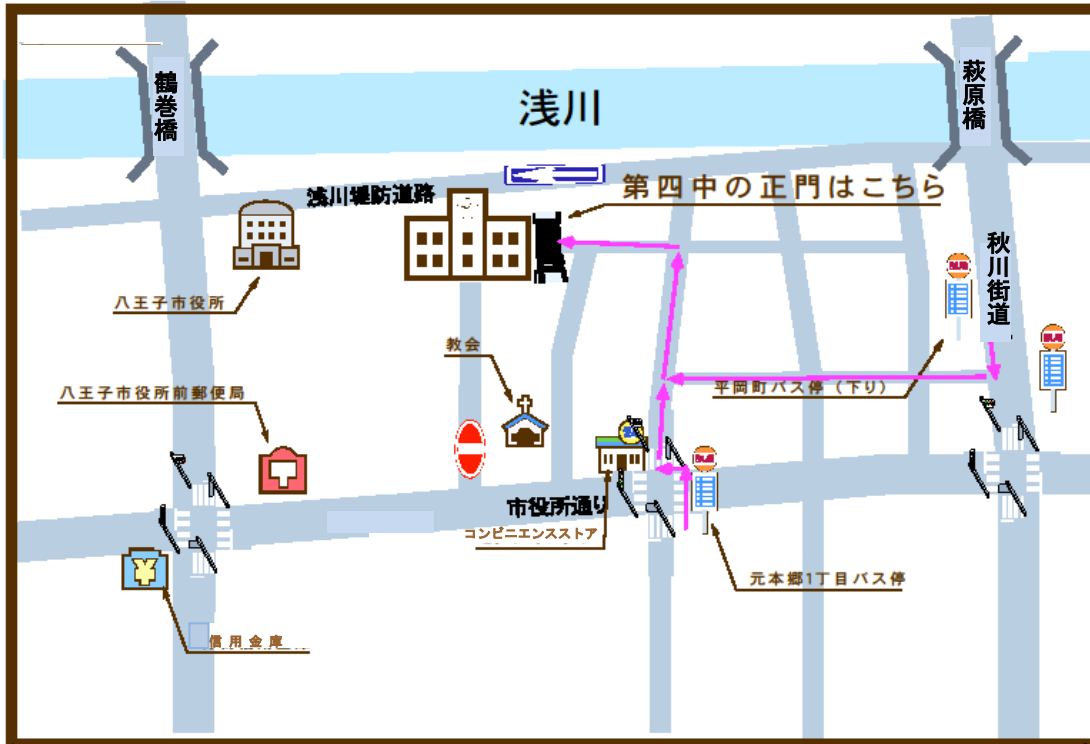 鶴巻橋
浅川
萩原橋
第四中の正門はこちら
浅川堤防道路
秋川街道
八王子市役所
教会
平岡町バス停（下り）
八王子市役所前郵便局
市役所通り
コンビニエンスストア
元本郷1丁目バス停
信用金庫